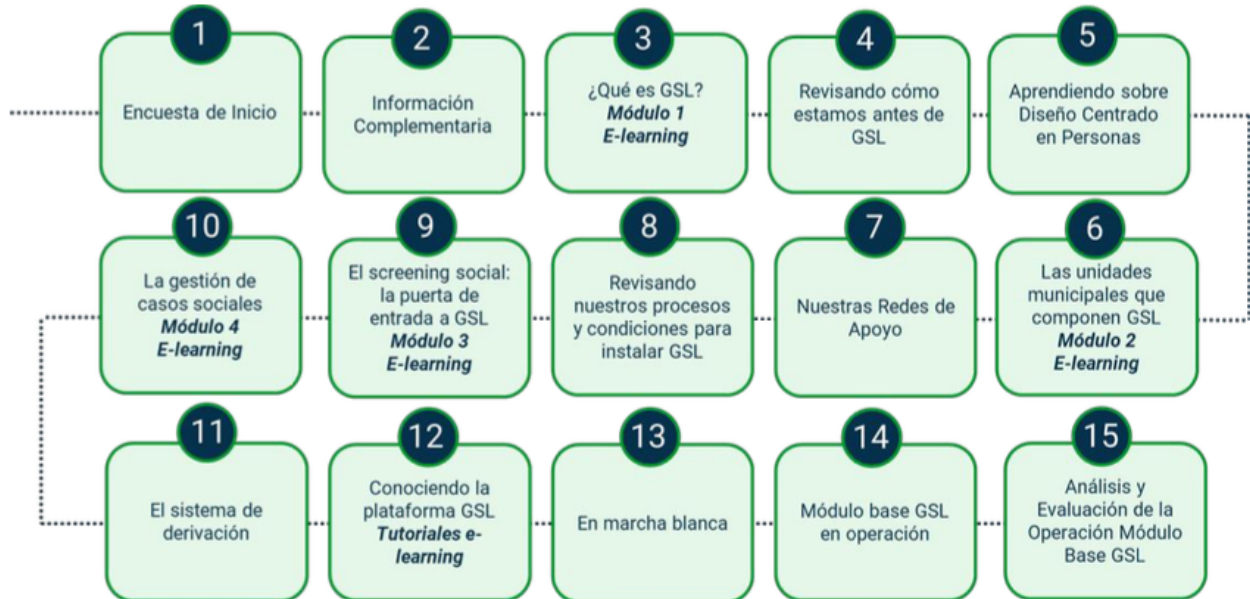 1
Encuesta de Inicio
2
Información
Complementaria
3
¿Qué es GSL?
Módulo 1
E-learning
4
Revisando cómo
estamos antes de
GSL
5
Aprendiendo sobre
Diseño Centrado
en Personas
6
Las unidades
municipales que
componen GSL
Módulo 2
E-learning
7
Nuestras Redes de
Apoyo
8
Revisando
nuestros procesos
y condiciones para
instalar GSL
9
El screening social:
la puerta de
entrada a GSL
Módulo 3
E-learning
10
La gestión de
casos sociales
Módulo 4
E-learning
11
El sistema de
derivación
12
Conociendo la
plataforma GSL
Tutoriales e-
learning
13
En marcha blanca
14
Módulo base GSL
en operación
15
Análisis y
Evaluación de la
Operación Módulo
Base GSL